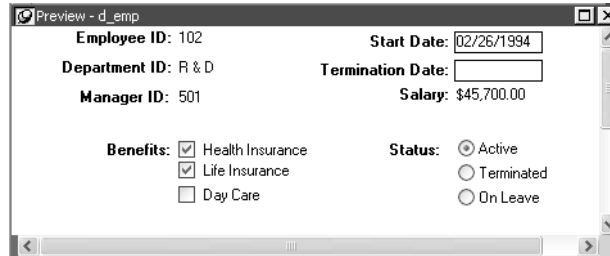 Preview - d_emp
Employee ID: 102
Start Date: 02/26/1994
Department ID: R & D
Termination Date:
Manager ID: 501
Salary: $45,700.00
Benefits: Health Insurance
Status: Active
Life Insurance
Terminated
Day Care
On Leave